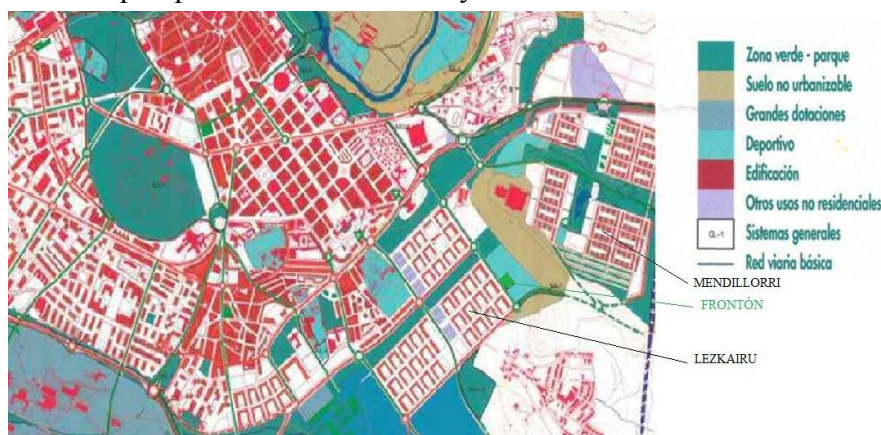 Zona verde - parque
Suelo no urbanizable
Grandes dotaciones
Deportivo
Edificación
Otros usos no residenciales
Sistemas generales
Red viaria básica
MENDILLORRI
FRONTÓN
LEZKAIRU